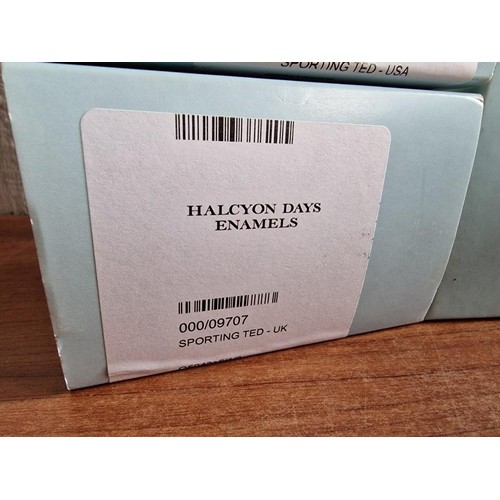 SPORTING TED - USA
HALCYON DAYS
ENAMELS
000/09707
SPORTING TED - UK